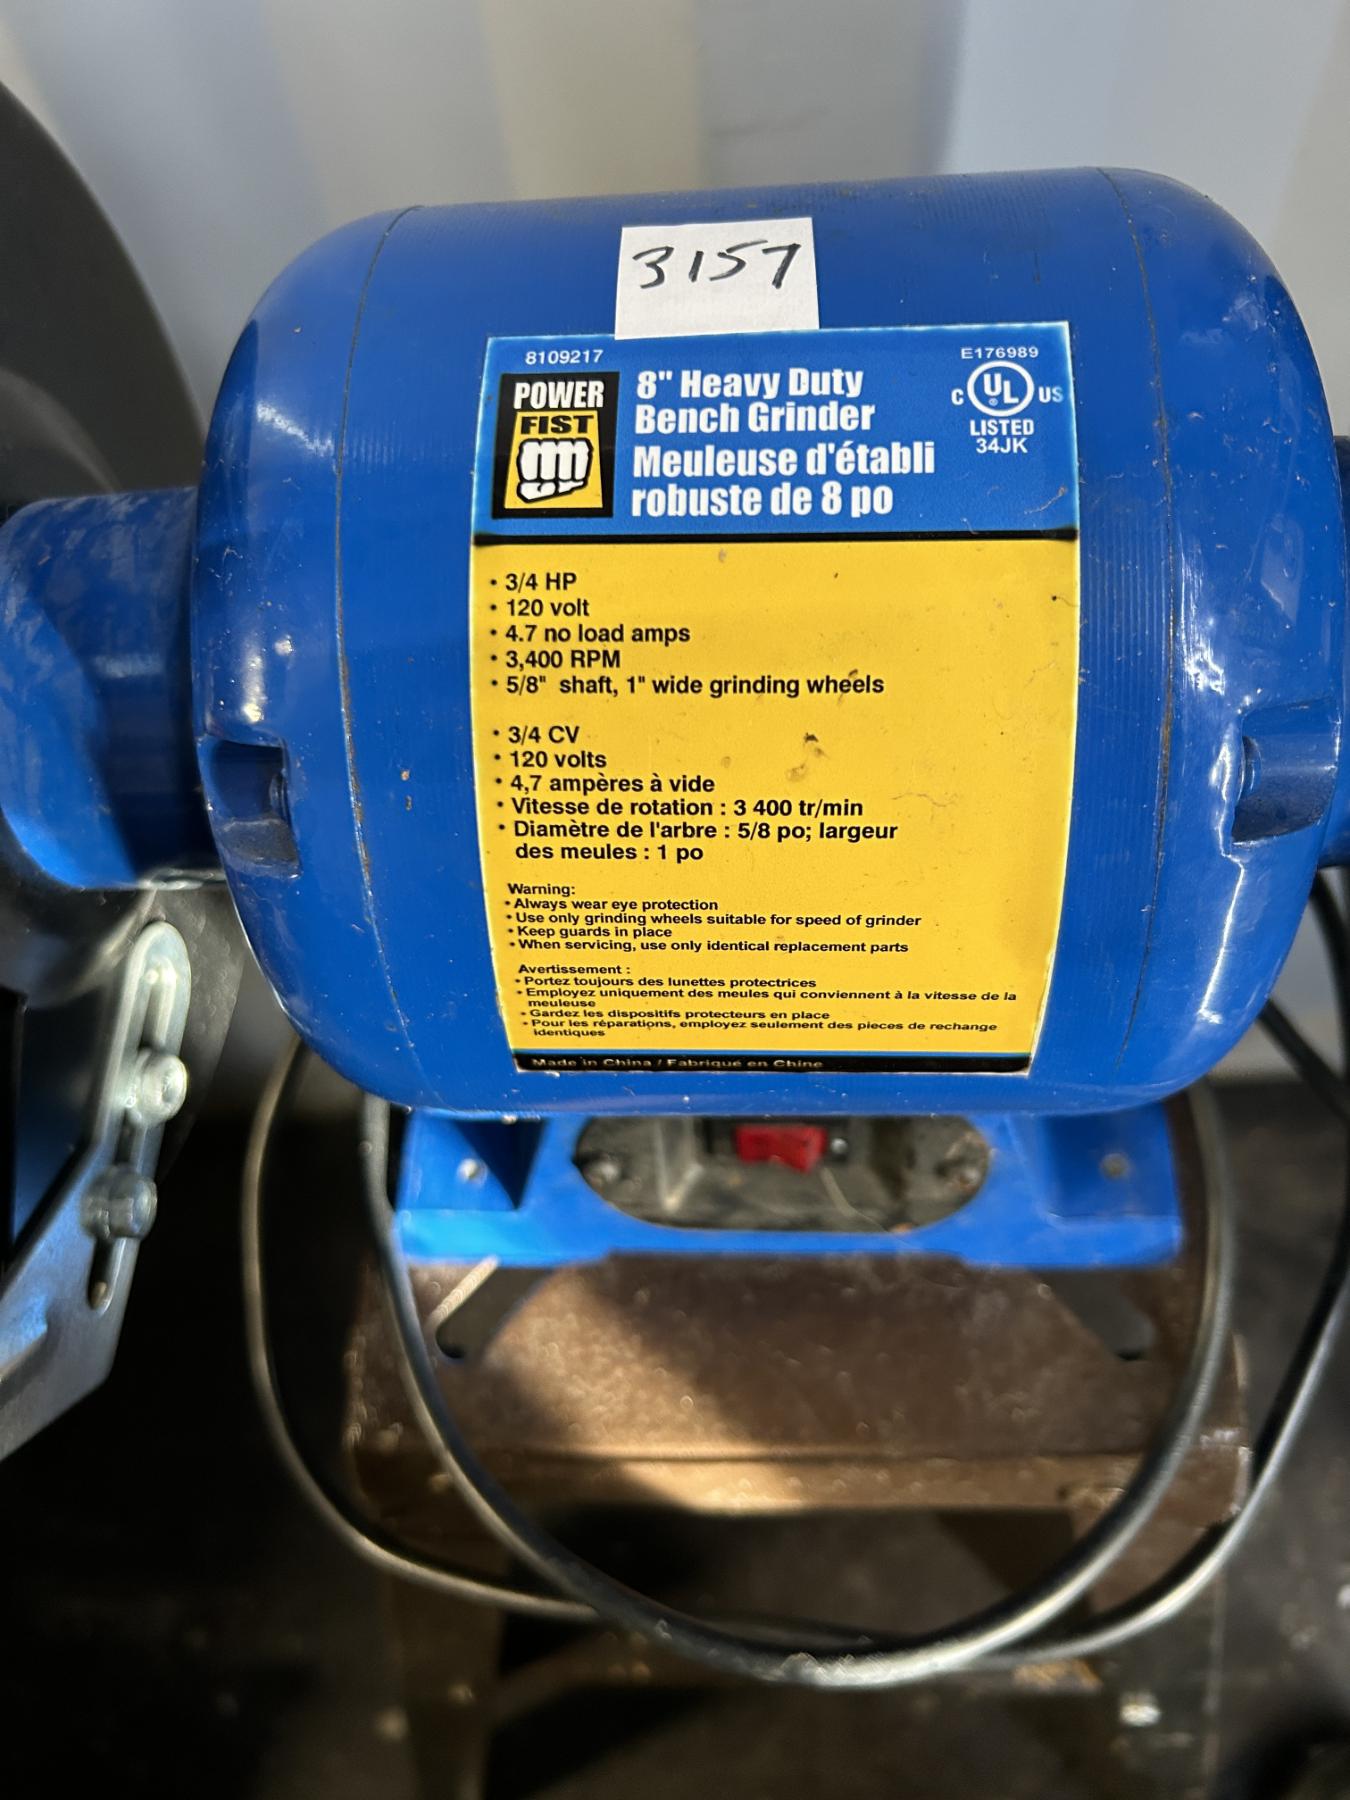 3157
8109217
POWER
FIST
8" Heavy Duty
Bench Grinder
Meuleuse d'établi
robuste de 8 po
E176989
C UL US
®
LISTED
34JK
• 3/4 HP
• 120 volt
• 4.7 no load amps
• 3,400 RPM
• 5/8" shaft, 1" wide grinding wheels
• 3/4 CV
• 120 volts
• 4,7 ampères à vide
• Vitesse de rotation : 3 400 tr/min
• Diamètre de l'arbre : 5/8 po; largeur
des meules : 1 po
Warning:
• Always wear eye protection
• Use only grinding wheels suitable for speed of grinder
• Keep guards in place
• When servicing, use only identical replacement parts
Avertissement :
• Portez toujours des lunettes protectrices
• Employez uniquement des meules qui conviennent à la vitesse de la
meuleuse
• Gardez les dispositifs protecteurs en place
• Pour les réparations, employez seulement des pieces de rechange
identiques
Made in China / Fabriqué en Chine